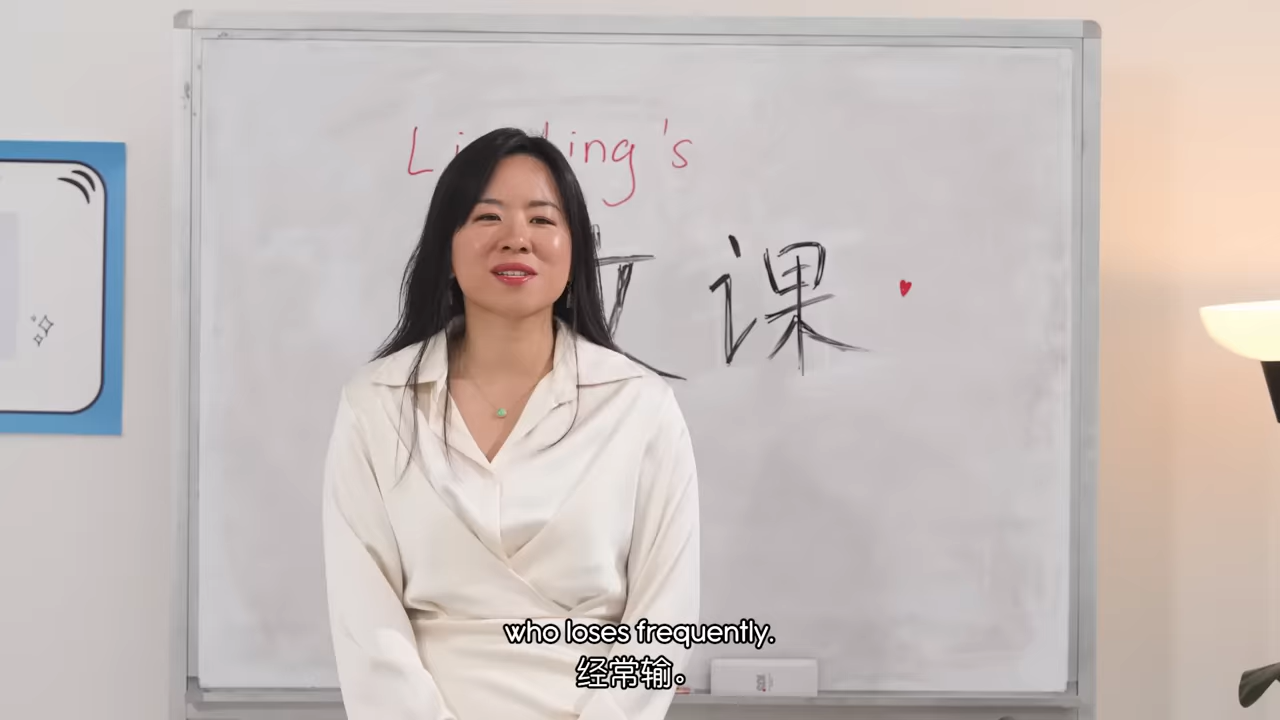 课
who loses frequently.
经常输。